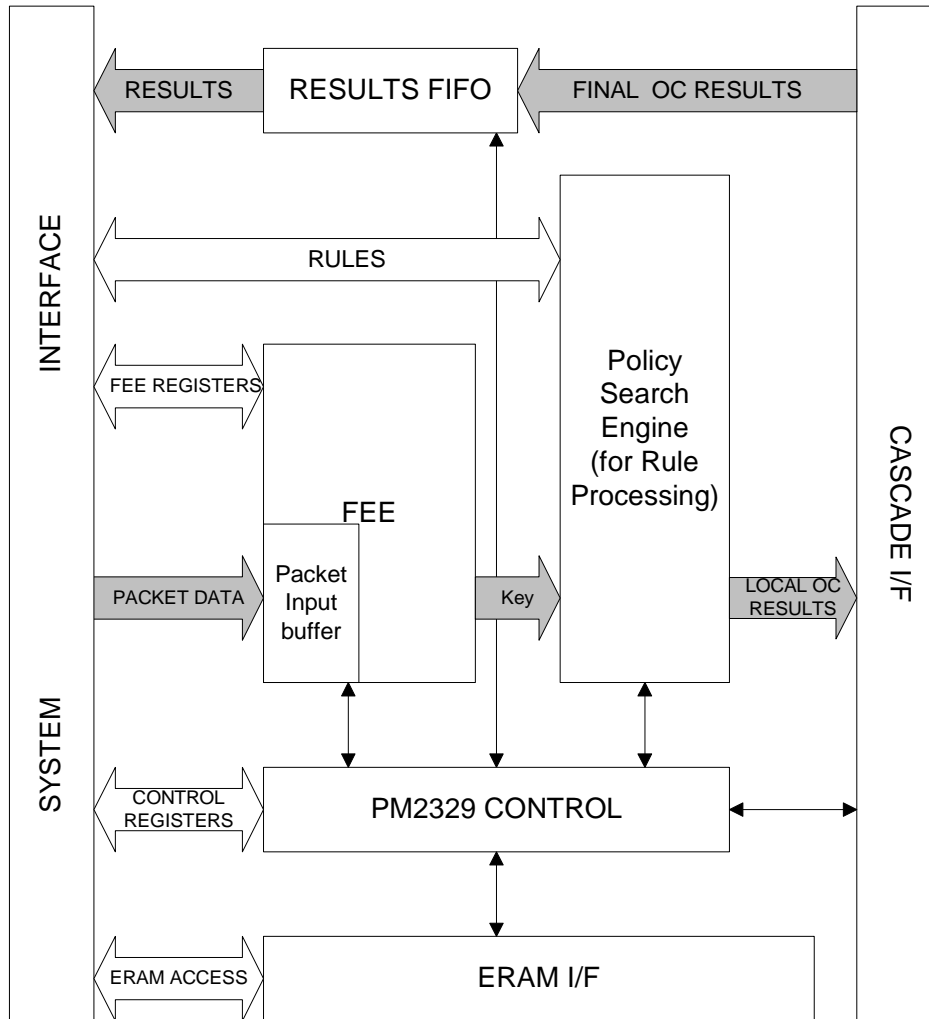 RESULTS
RESULTS FIFO
FINAL OC RESULTS
INTERFACE
RULES
FEE REGISTERS
Policy
Search
Engine
(for Rule
Processing)
FEE
CASCADE I/F
PACKET DATA
Packet
Input
buffer
Key
LOCAL OC
RESULTS
SYSTEM
CONTROL
REGISTERS
PM2329 CONTROL
ERAM ACCESS
ERAM I/F